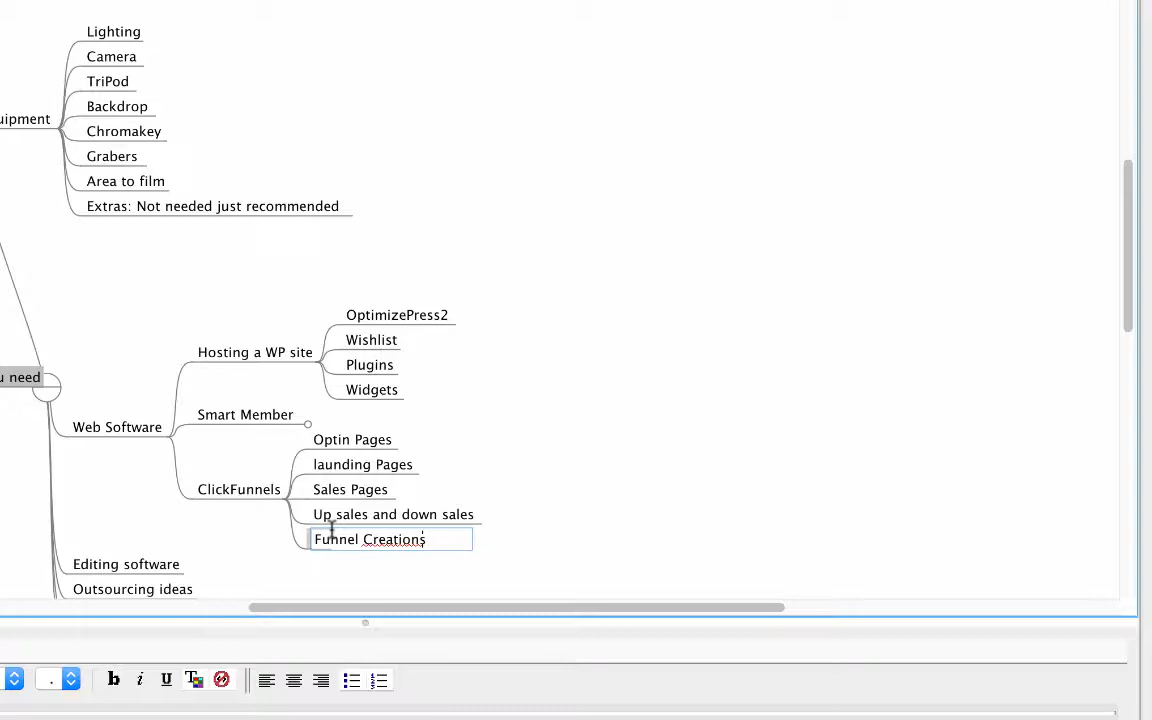 Lighting
Camera
TriPod
Backdrop
uipment
Chromakey
Grabers
Area to film
Extras: Not needed just recommended
OptimizePress2
Wishlist
Hosting a WP site
Plugins
u need
Widgets
Smart Member
Web Software
Optin Pages
launding Pages
ClickFunnels
Sales Pages
Up sales and down sales
Funnel Creations
Editing software
Outsourcing ideas
b i U T